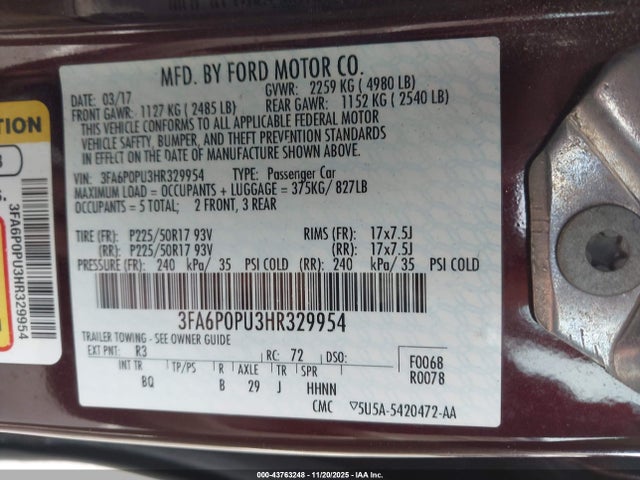 MFD. BY FORD MOTOR CO.
DATE: 03/17
GVWR: 2259 KG ( 4980 LB)
FRONT GAWR: 1127 KG ( 2485 LB)
REAR GAWR: 1152 KG ( 2540 LB)
THIS VEHICLE CONFORMS TO ALL APPLICABLE FEDERAL MOTOR
VEHICLE SAFETY, BUMPER, AND THEFT PREVENTION STANDARDS
IN EFFECT ON THE DATE OF MANUFACTURE SHOWN ABOVE.
VIN: 3FA6P0PU3HR329954 TYPE: Passenger Car
MAXIMUM LOAD = OCCUPANTS + LUGGAGE = 375KG/ 827LB
OCCUPANTS = 5 TOTAL; 2 FRONT, 3 REAR
TIRE (FR): P225/50R17 93V RIMS (FR): 17x7.5J
(RR): P225/50R17 93V (RR): 17x7.5J
PRESSURE (FR): 240 kPa/ 35 PSI COLD (RR): 240 kPa/ 35 PSI COLD
3FA6P0PU3HR329954
TRAILER TOWING - SEE OWNER GUIDE
EXT PNT: R3 RC: 72 DSO: F0068
INT TR TP/PS R AXLE TR SPR R0078
BQ B 29 J HHNN
CMC ▽5U5A-5420472-AA
3FA6P0PU3HR329954
000-43763248 - 11/20/2025 - IAAI.COM